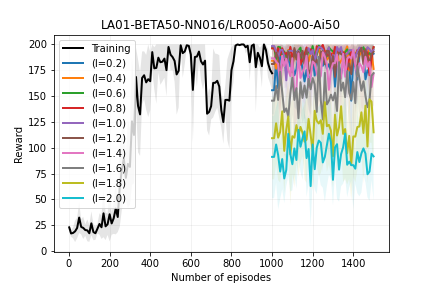 LA01-BETA50-NN016/LR0050-Ao00-Ai50
Reward
200
175
150
125
100
75
50
25
0
Training
(l=0.2)
(l=0.4)
(l=0.6)
(l=0.8)
(l=1.0)
(l=1.2)
(l=1.4)
(l=1.6)
(l=1.8)
(l=2.0)
0 200 400 600 800 1000 1200 1400
Number of episodes